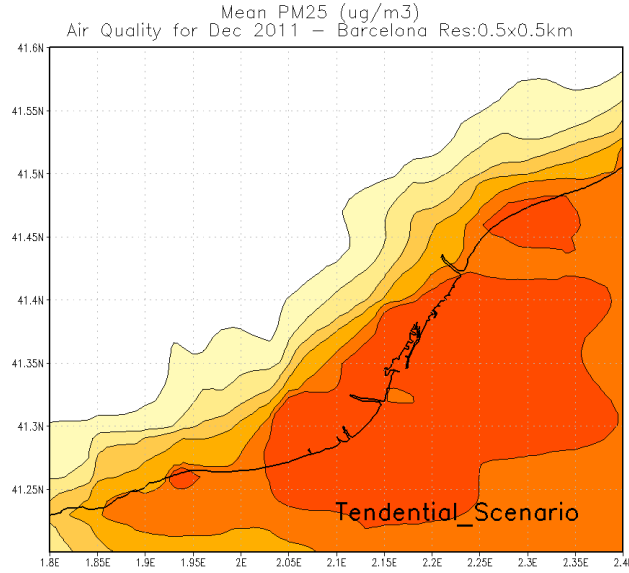 Mean PM25 (ug/m3)
Air Quality for Dec 2011 – Barcelona Res:0.5x0.5km
41.6N
41.55N
41.5N
41.45N
41.4N
41.35N
41.3N
41.25N
Tendential_Scenario
1.8E 1.85E 1.9E 1.95E 2E 2.05E 2.1E 2.15E 2.2E 2.25E 2.3E 2.35E 2.4E